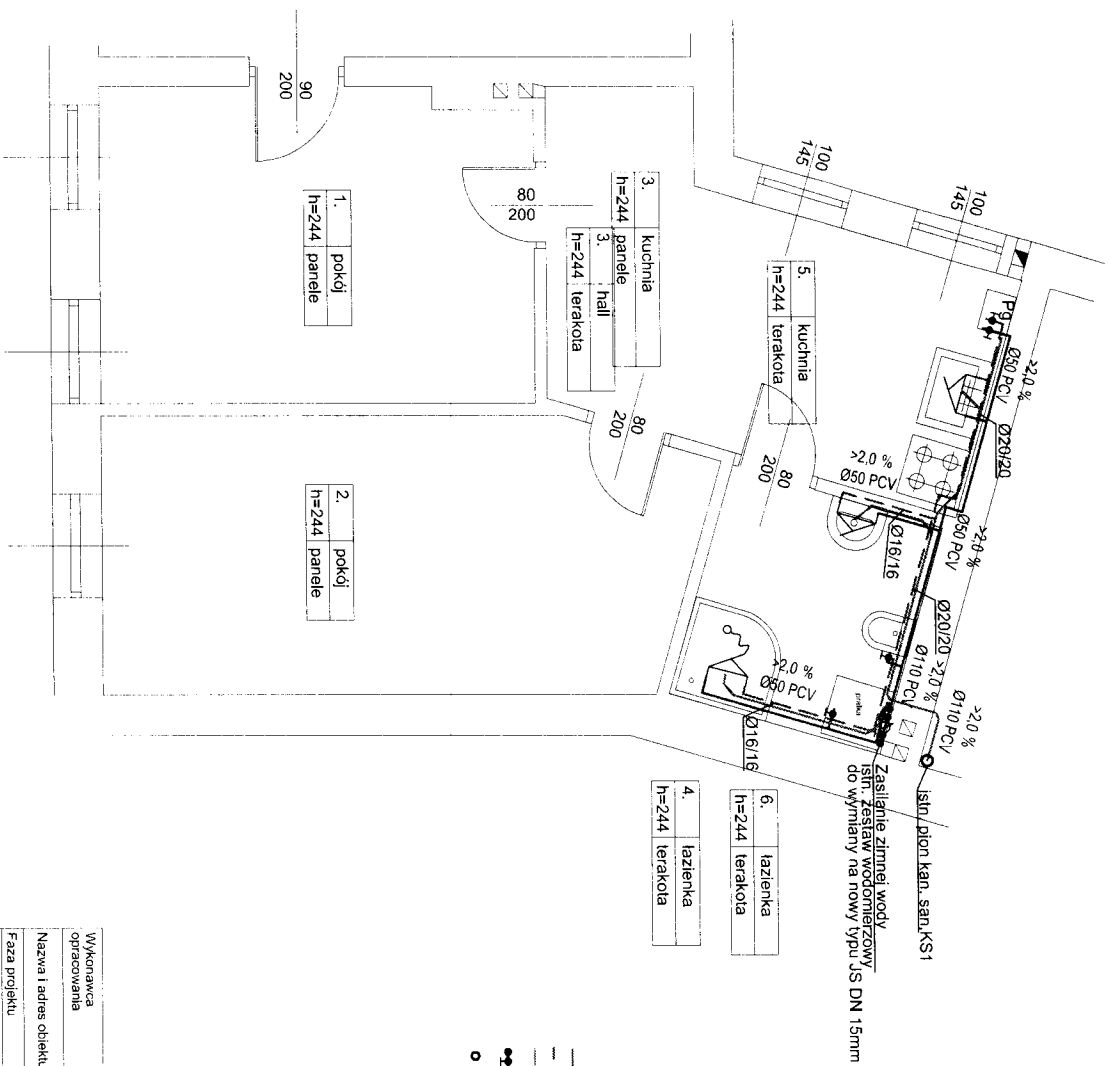 90
200
80
200
100
145
100
145
3. kuchnia
h=244 panele
3. hall
h=244 terakota
1. pokój
h=244 panele
5. kuchnia
h=244 terakota
80
200
80
200
2. pokój
h=244 panele
Pg
>2,0 %
Ø50 PCV
Ø20/20
>2,0 %
Ø50 PCV
Ø16/16
>2,0 %
Ø50 PCV
Ø20/20
>2,0 %
Ø110 PCV
>2,0 %
Ø110 PCV
>2,0 %
Ø50 PCV
pralka
Ø16/16
istn. pion kan. san.KS1
Zasilanie zimnej wody
istn. zestaw wodomierzowy
do wymiany na nowy typu JS DN 15mm
6. łazienka
h=244 terakota
4. łazienka
h=244 terakota
Wykonawca
opracowania
Nazwa i adres obiektu
Faza projektu